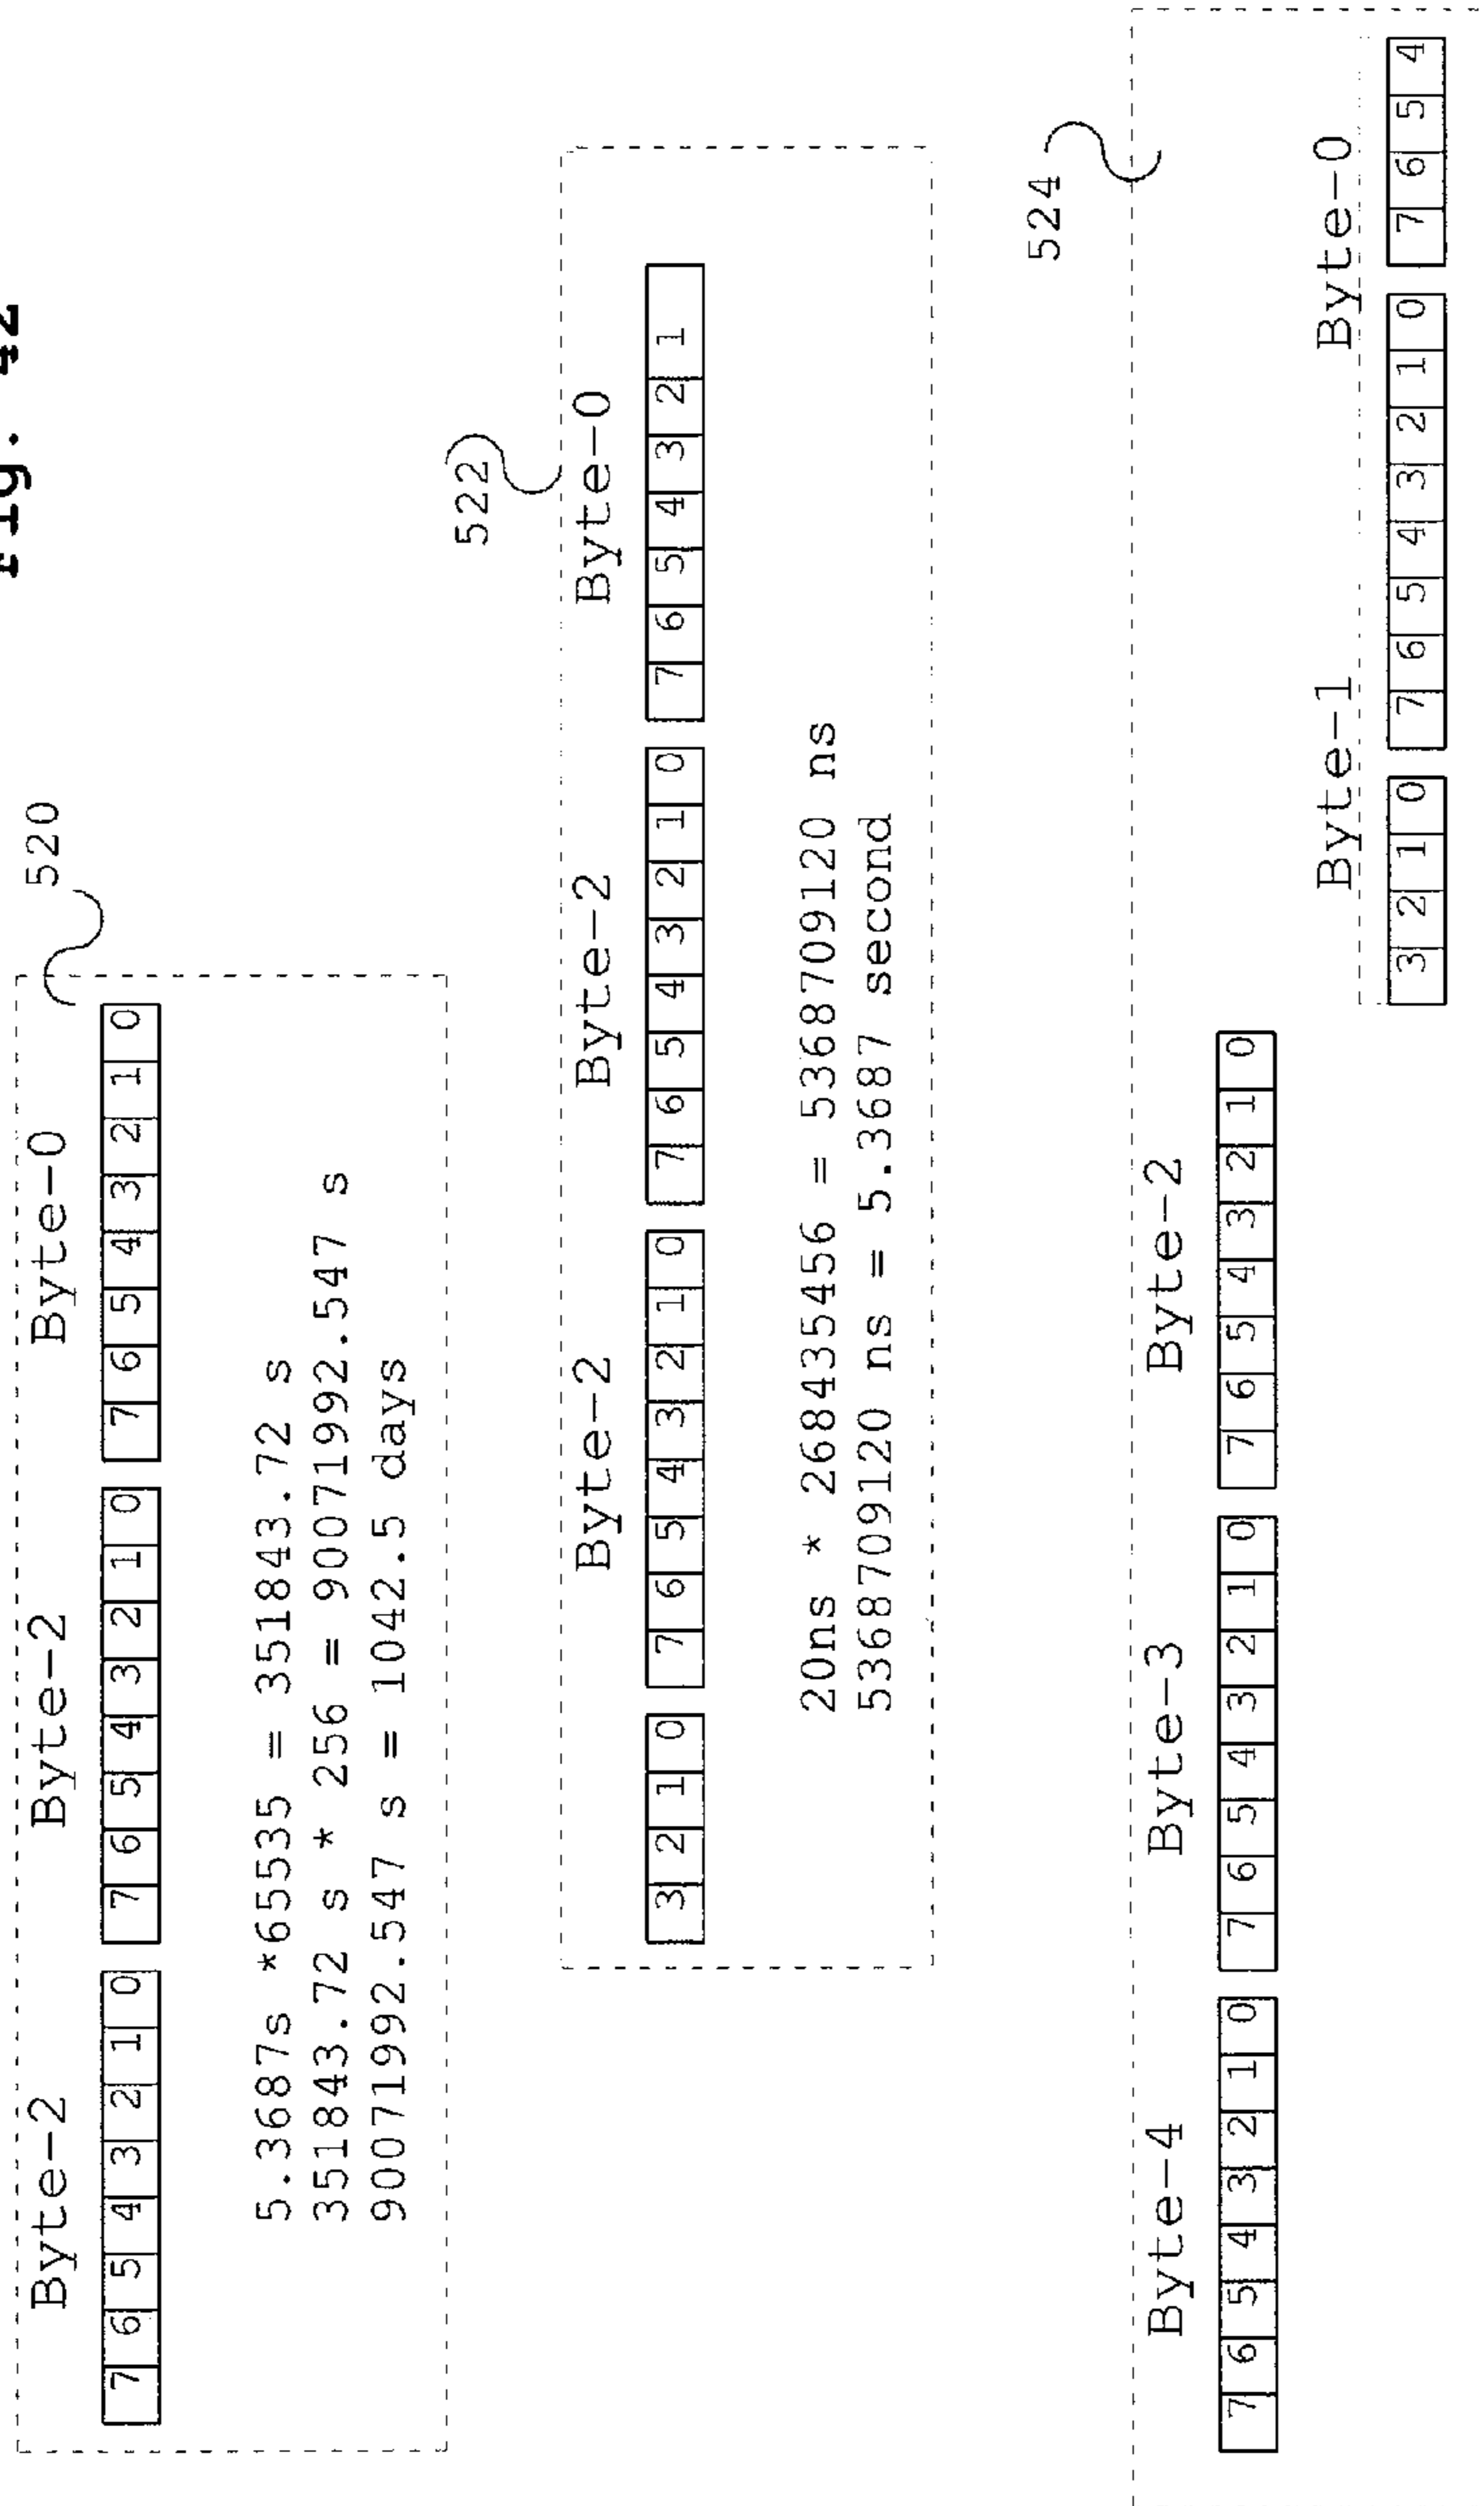 Fig. 42
520
Byte-2 Byte-2 Byte-0
7 6 5 4 3 2 1 0 7 6 5 4 3 2 1 0 7 6 5 4 3 2 1 0
5.3687s *65535 = 351843.72 s
351843.72 s * 256 = 90071992.547 s
90071992.547 s = 1042.5 days
522
Byte-2 Byte-2 Byte-0
3 2 1 0 7 6 5 4 3 2 1 0 7 6 5 4 3 2 1 0 7 6 5 4 3 2 1
20ns * 268435456 = 5368709120 ns
5368709120 ns = 5.3687 second
524
Byte-4 Byte-3 Byte-2
7 6 5 4 3 2 1 0 7 6 5 4 3 2 1 0 7 6 5 4 3 2 1 0
Byte-1 Byte-0
3 2 1 0 7 6 5 4 3 2 1 0 7 6 5 4